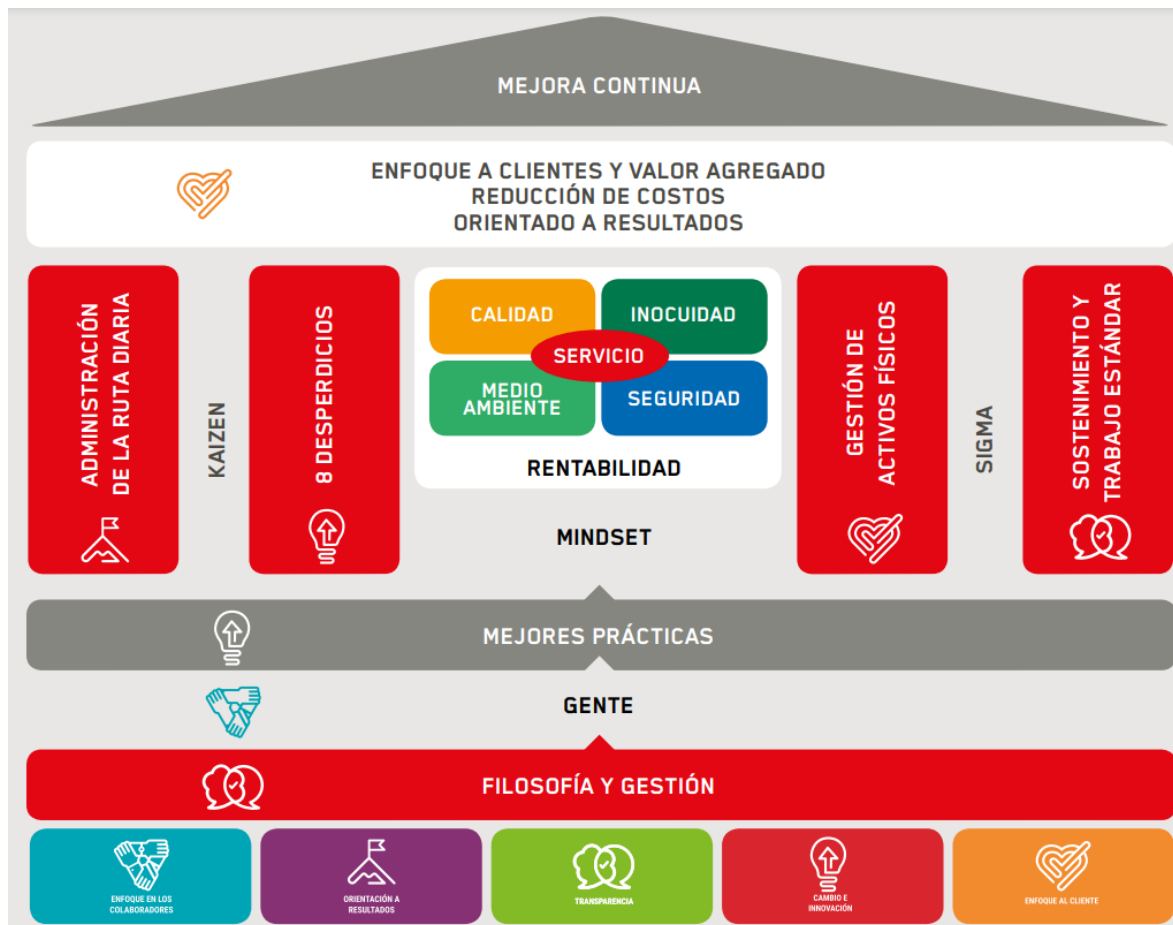 MEJORA CONTINUA
ENFOQUE A CLIENTES Y VALOR AGREGADO
REDUCCIÓN DE COSTOS
ORIENTADO A RESULTADOS
ADMINISTRACIÓN
DE LA RUTA DIARIA
KAIZEN
8 DESPERDICIOS
CALIDAD
INOCUIDAD
SERVICIO
MEDIO
AMBIENTE
SEGURIDAD
RENTABILIDAD
MINDSET
GESTIÓN DE
ACTIVOS FÍSICOS
SIGMA
SOSTENIMIENTO Y
TRABAJO ESTÁNDAR
MEJORES PRÁCTICAS
GENTE
FILOSOFÍA Y GESTIÓN
ENFOQUE EN LOS
COLABORADORES
ORIENTACIÓN A
RESULTADOS
TRANSPARENCIA
CAMBIO E
INNOVACIÓN
ENFOQUE AL CLIENTE